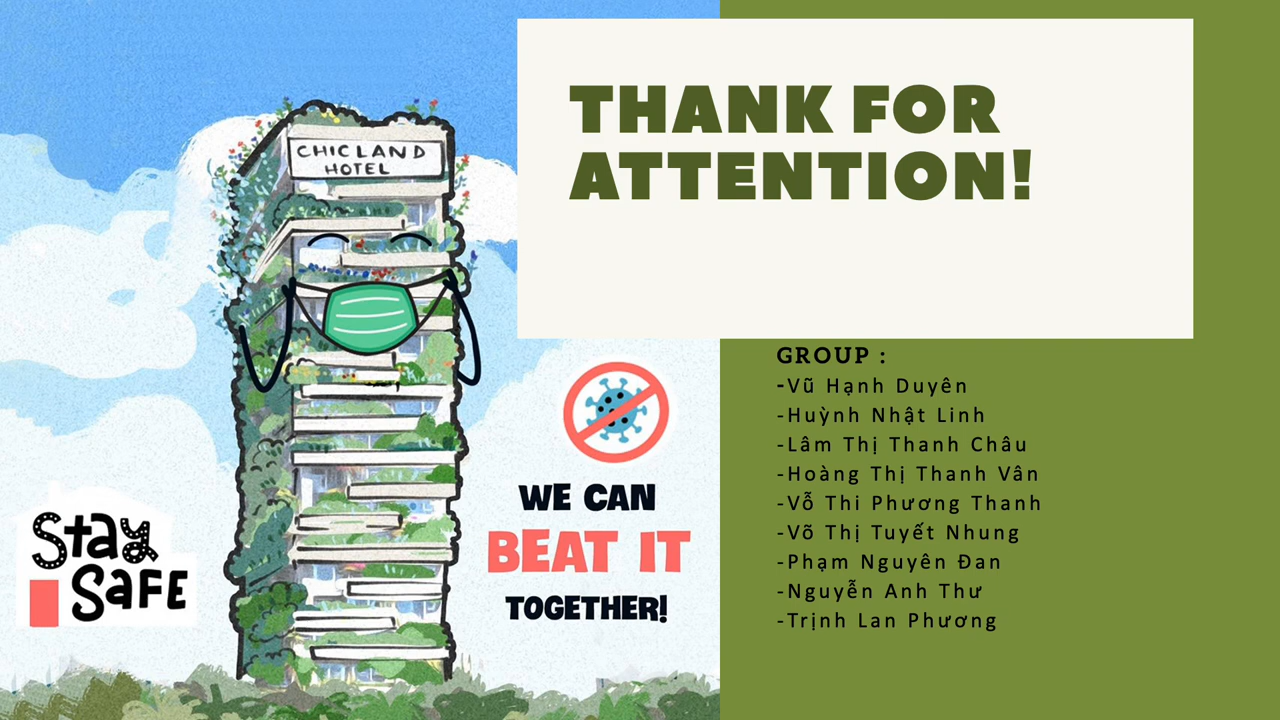 CHICLAND
HOTEL
Stay
SAFE
WE CAN
BEAT IT
TOGETHER!
THANK FOR
ATTENTION!
GROUP :
-Vũ Hạnh Duyên
-Huỳnh Nhật Linh
-Lâm Thị Thanh Châu
-Hoàng Thị Thanh Vân
-Vỗ Thi Phương Thanh
-Võ Thị Tuyết Nhung
-Phạm Nguyên Đan
-Nguyễn Anh Thư
-Trịnh Lan Phương